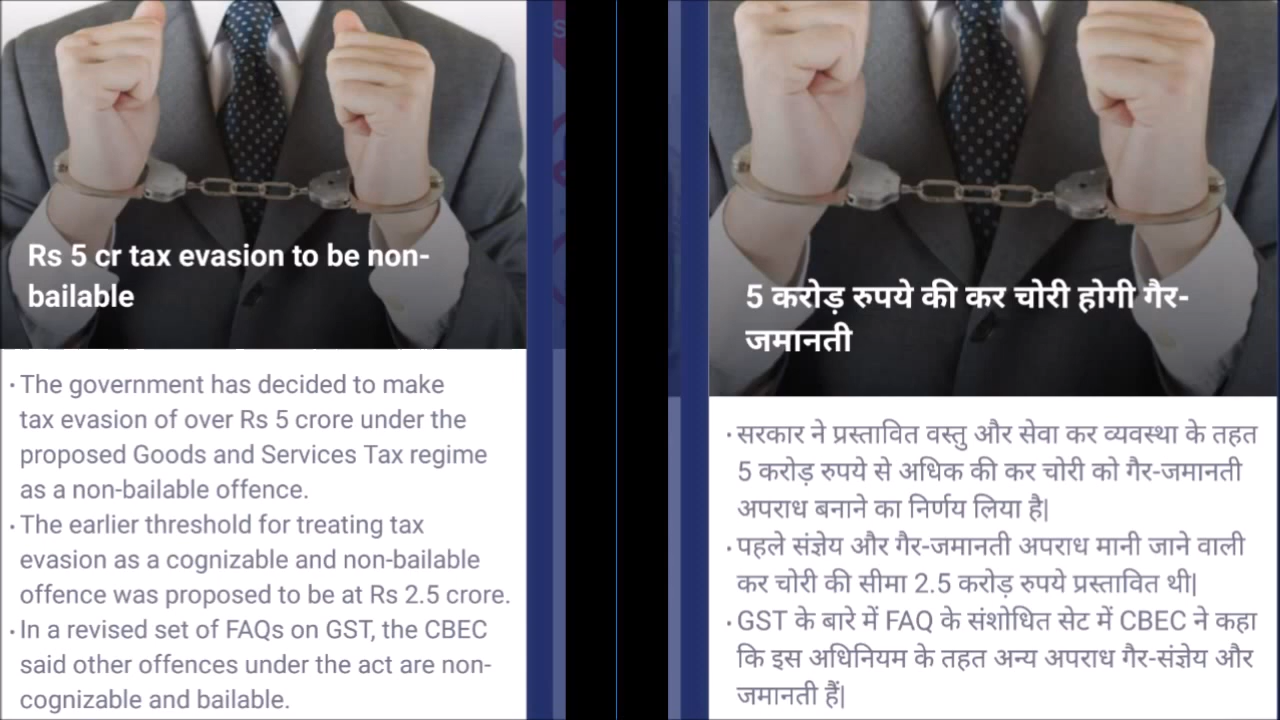 Rs 5 cr tax evasion to be non-
bailable
· The government has decided to make
tax evasion of over Rs 5 crore under the
proposed Goods and Services Tax regime
as a non-bailable offence.
· The earlier threshold for treating tax
evasion as a cognizable and non-bailable
offence was proposed to be at Rs 2.5 crore.
· In a revised set of FAQs on GST, the CBEC
said other offences under the act are non-
cognizable and bailable.
5 करोड़ रुपये की कर चोरी होगी गैर-
जमानती
· सरकार ने प्रस्तावित वस्तु और सेवा कर व्यवस्था के तहत
5 करोड़ रुपये से अधिक की कर चोरी को गैर-जमानती
अपराध बनाने का निर्णय लिया है|
· पहले संज्ञेय और गैर-जमानती अपराध मानी जाने वाली
कर चोरी की सीमा 2.5 करोड़ रुपये प्रस्तावित थी|
· GST के बारे में FAQ के संशोधित सेट में CBEC ने कहा
कि इस अधिनियम के तहत अन्य अपराध गैर-संज्ञेय और
जमानती हैं|